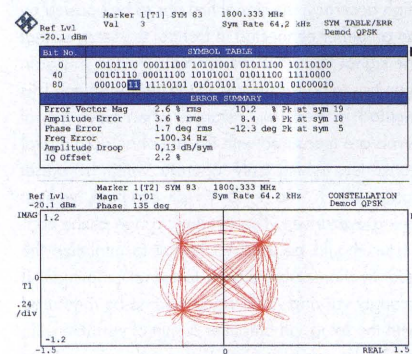 Marker 1[T1] SYM 83 1800.333 MHz
Ref Lvl Val 3 Sym Rate 64,2 kHz SYM TABLE/ERR
-20.1 dBm Demod QPSK
Bit No. SYMBOL TABLE
0 00101110 00011100 10101001 01011100 10110100
40 00101110 00011100 10101001 01011100 11110000
80 00010011 11110101 01010101 11110101 01000010
ERROR SUMMARY
Error Vector Mag 2.6 % rms 10.2 % Pk at sym 19
Amplitude Error 3.6 % rms 8.4 % Pk at sym 18
Phase Error 1.7 deg rms -12.3 deg Pk at sym 5
Freq Error -100.34 Hz
Amplitude Droop 0,13 dB/sym
IQ Offset 2.2 %
Marker 1[T2] SYM 83 1800.333 MHz
Ref Lvl Magn 1,01 Sym Rate 64.2 kHz CONSTELLATION
-20.1 dBm Phase 135 deg Demod QPSK
IMAG 1.2
0
T1
.24
/div
-1.2
-1.5 0 REAL 1.5